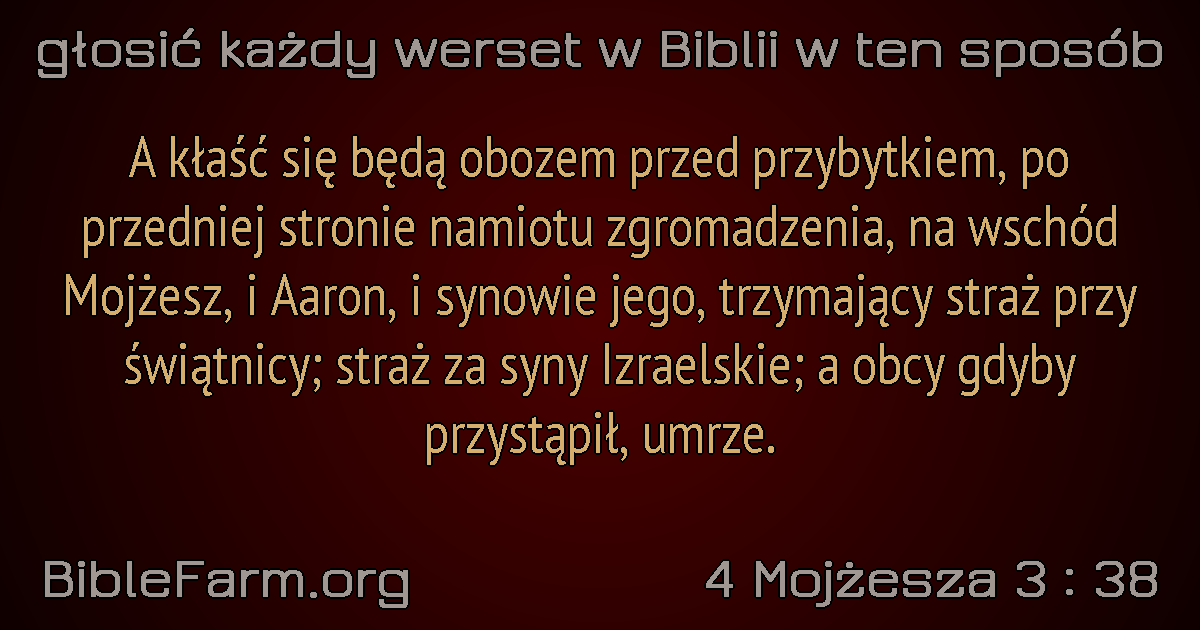 głosić każdy werset w Biblii w ten sposób
A kłaść się będą obozem przed przybytkiem, po
przedniej stronie namiotu zgromadzenia, na wschód
Mojżesz, i Aaron, i synowie jego, trzymający straż przy
świątnicy; straż za syny Izraelskie; a obcy gdyby
przystąpił, umrze.
BibleFarm.org
4 Mojżesza 3 : 38